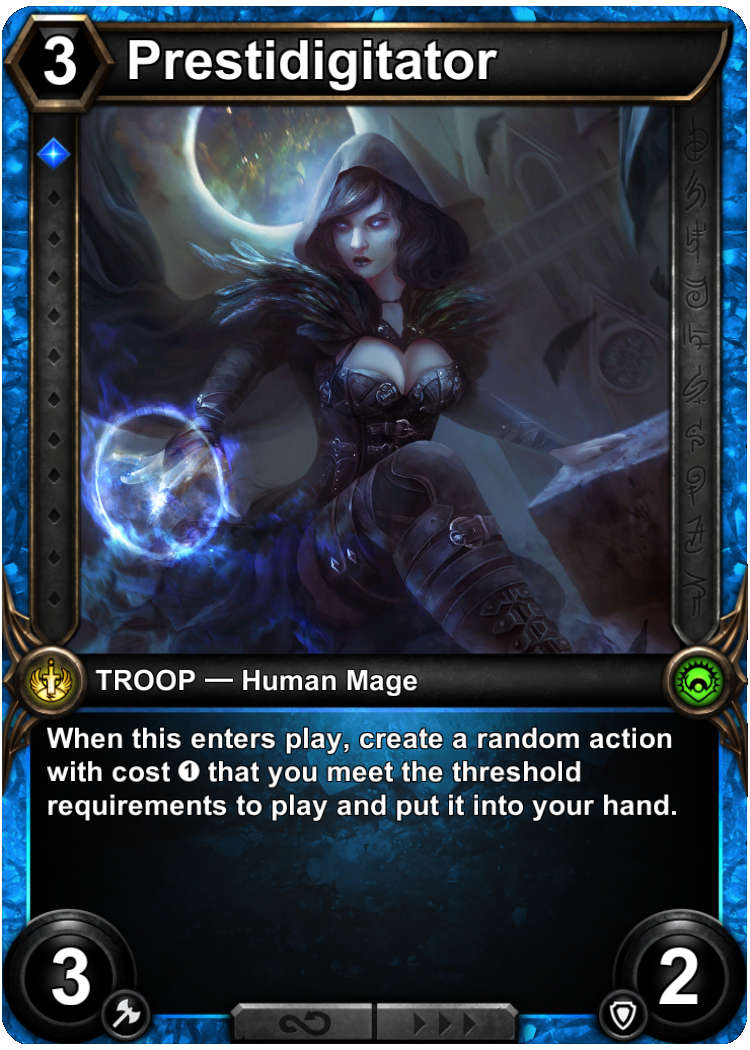 3 Prestidigitator
TROOP — Human Mage
When this enters play, create a random action
with cost ❶ that you meet the threshold
requirements to play and put it into your hand.
3 2